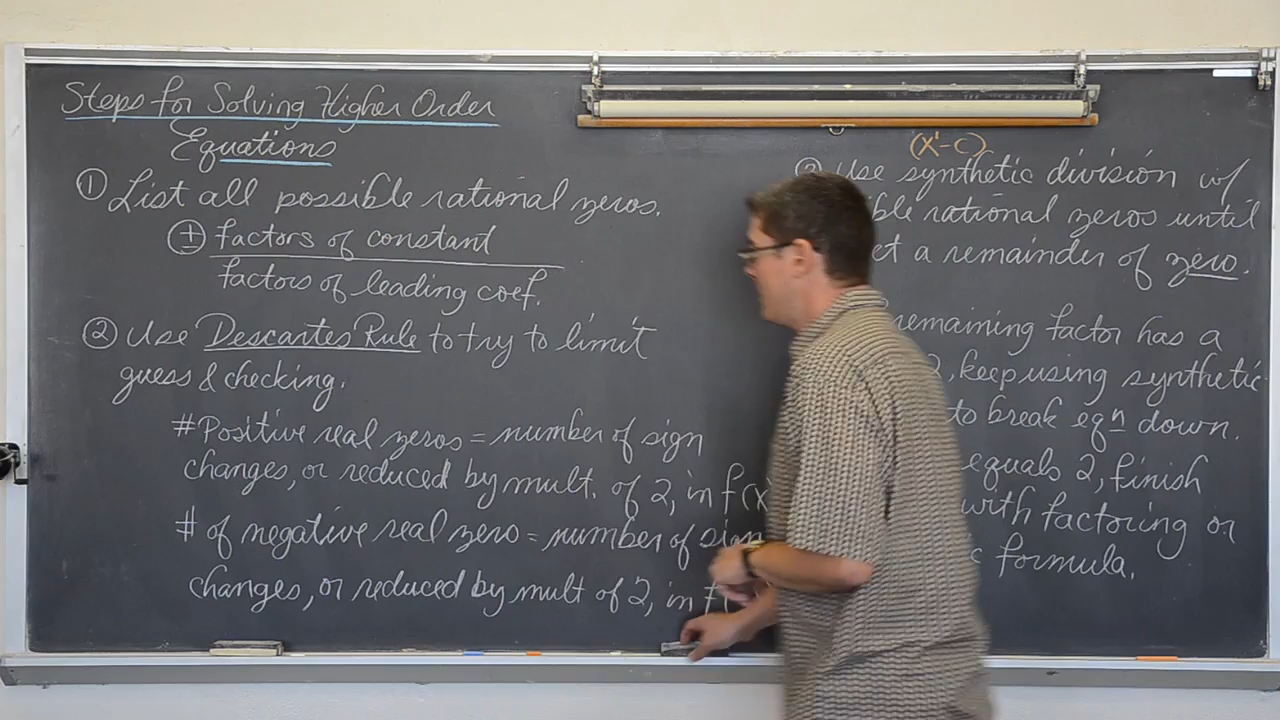 Steps for Solving Higher Order
Equations
① List all possible rational zeros.
± factors of constant
factors of leading coef.
② Use Descartes Rule to try to limit
guess & checking.
# Positive real zeros = number of sign
changes, or reduced by mult. of 2, in f(x
# of negative real zero = number of sign
changes, or reduced by mult of 2, in f(
(x¹-c)
Use synthetic division w/
rational zeros until
a remainder of zero.
remaining factor has a
, keep using synthetic
to break eqn down.
equals 2, finish
with factoring or
formula.